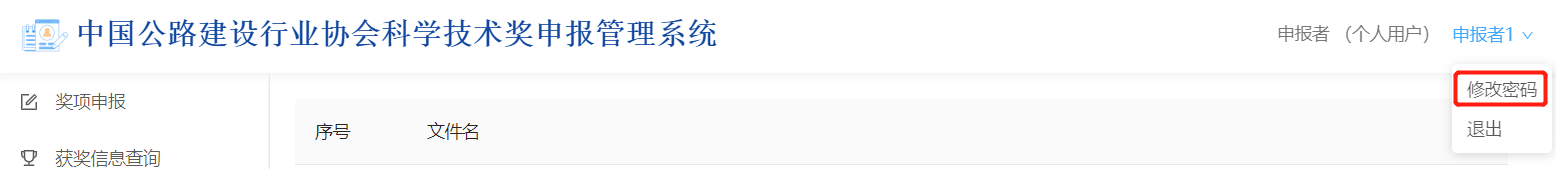 中国公路建设行业协会科学技术奖申报管理系统
申报者 （个人用户） 申报者1
修改密码
退出
奖项申报
获奖信息查询
序号 文件名